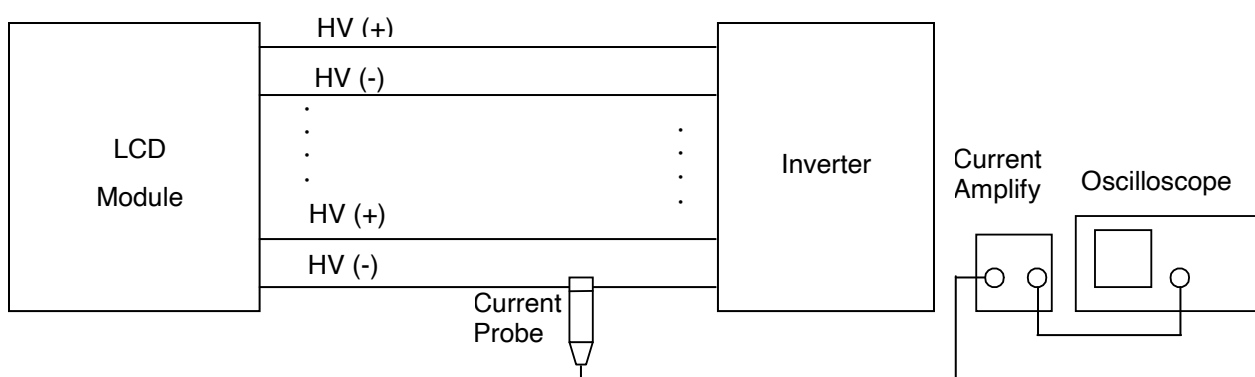 HV (+)
HV (-)
LCD
Module
HV (+)
HV (-)
Inverter
Current
Probe
Current
Amplify
Oscilloscope